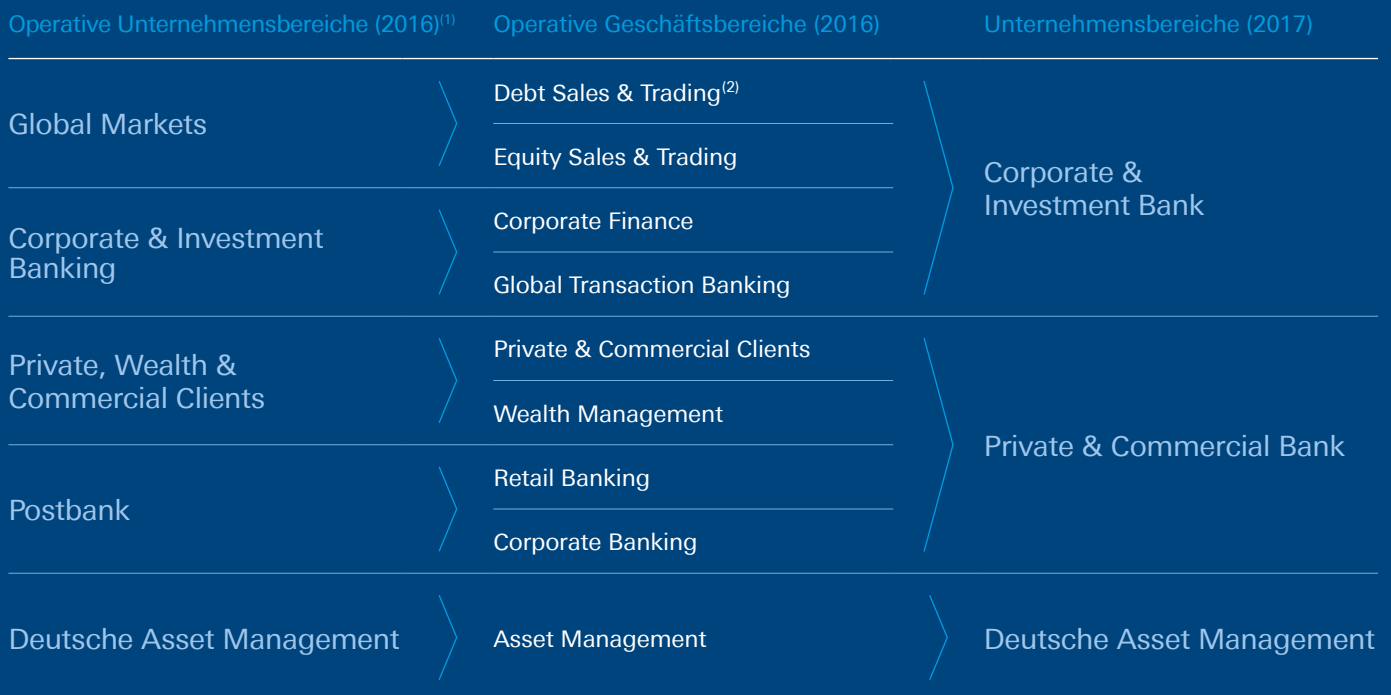 Operative Unternehmensbereiche (2016)(1)
Operative Geschäftsbereiche (2016)
Unternehmensbereiche (2017)
Global Markets
Debt Sales & Trading(2)
Equity Sales & Trading
Corporate &
Investment Bank
Corporate & Investment
Banking
Corporate Finance
Global Transaction Banking
Private, Wealth &
Commercial Clients
Private & Commercial Clients
Wealth Management
Private & Commercial Bank
Postbank
Retail Banking
Corporate Banking
Deutsche Asset Management
Asset Management
Deutsche Asset Management